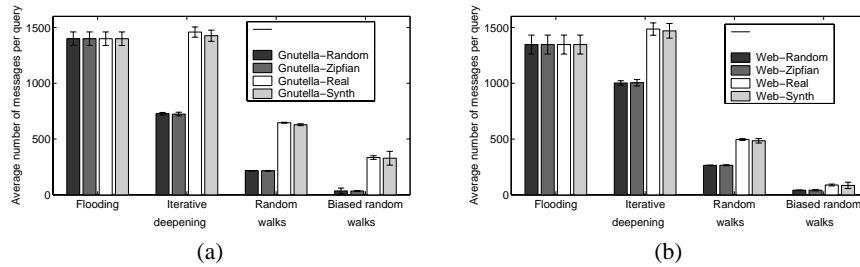 Average number of messages per query
1500
1000
500
0
Gnutella−Random
Gnutella−Zipfian
Gnutella−Real
Gnutella−Synth
Flooding
Iterative
deepening
Random
walks
Biased random
walks
(a)
Average number of messages per query
1500
1000
500
0
Web−Random
Web−Zipfian
Web−Real
Web−Synth
Flooding
Iterative
deepening
Random
walks
Biased random
walks
(b)